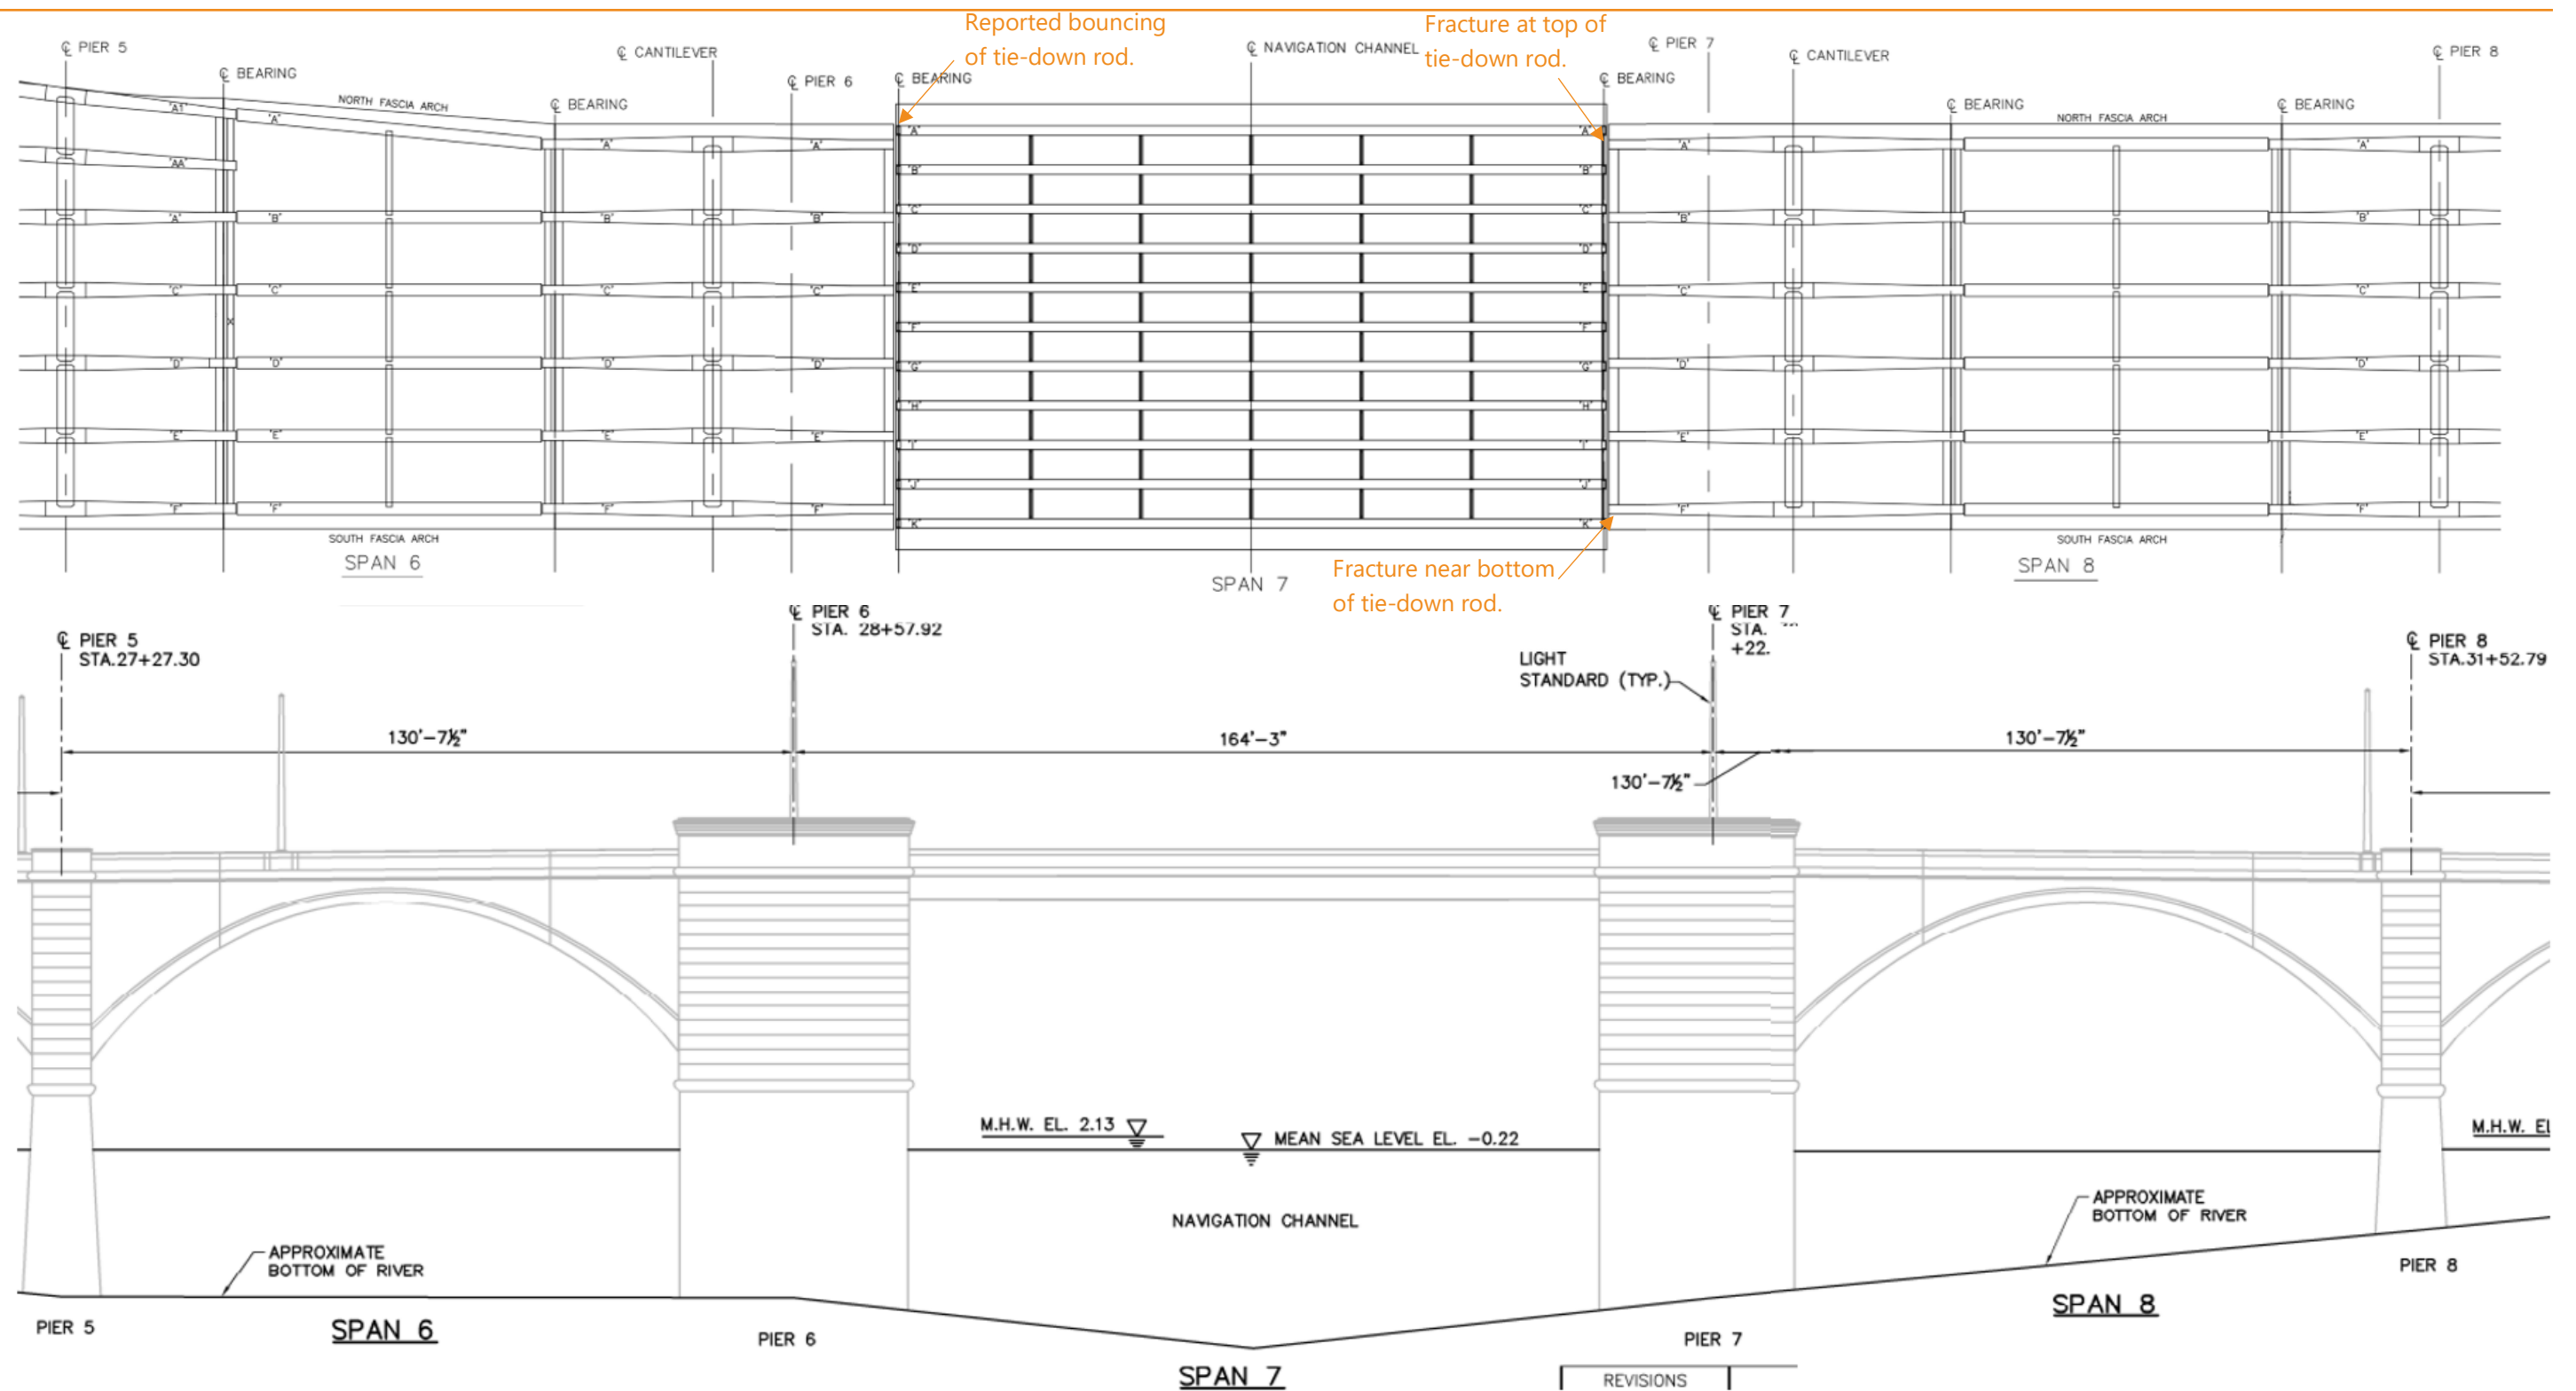 Reported bouncing
of tie-down rod.
Fracture at top of
tie-down rod.
℄ PIER 5
℄ BEARING
℄ CANTILEVER
℄ BEARING
℄ PIER 6
℄ BEARING
℄ NAVIGATION CHANNEL
℄ BEARING
℄ PIER 7
℄ CANTILEVER
℄ BEARING
℄ BEARING
℄ PIER 8
NORTH FASCIA ARCH
NORTH FASCIA ARCH
'A1' 'A' 'A' 'A' 'A' 'A' 'A' 'A'
'AA' 'B' 'B'
'A' 'B' 'B' 'B' 'C' 'C' 'B' 'B'
'D' 'D'
'C' 'C' 'C' 'C' 'E' 'E' 'C' 'C'
X 'F' 'F'
'D' 'D' 'D' 'D' 'G' 'G' 'D' 'D'
'H' 'H'
'E' 'E' 'E' 'E' 'I' 'I' 'E' 'E'
'J' 'J'
'F' 'F' 'F' 'F' 'K' 'K' 'F' 'F'
SOUTH FASCIA ARCH
SOUTH FASCIA ARCH
SPAN 6
SPAN 7
SPAN 8
Fracture near bottom
of tie-down rod.
℄ PIER 5
STA.27+27.30
℄ PIER 6
STA. 28+57.92
℄ PIER 7
STA.
+22.
℄ PIER 8
STA.31+52.79
LIGHT
STANDARD (TYP.)
130'-7½"
164'-3"
130'-7½"
130'-7½"
M.H.W. EL. 2.13
MEAN SEA LEVEL EL. -0.22
M.H.W. EL
NAVIGATION CHANNEL
APPROXIMATE
BOTTOM OF RIVER
APPROXIMATE
BOTTOM OF RIVER
PIER 5
SPAN 6
PIER 6
SPAN 7
PIER 7
SPAN 8
PIER 8
REVISIONS